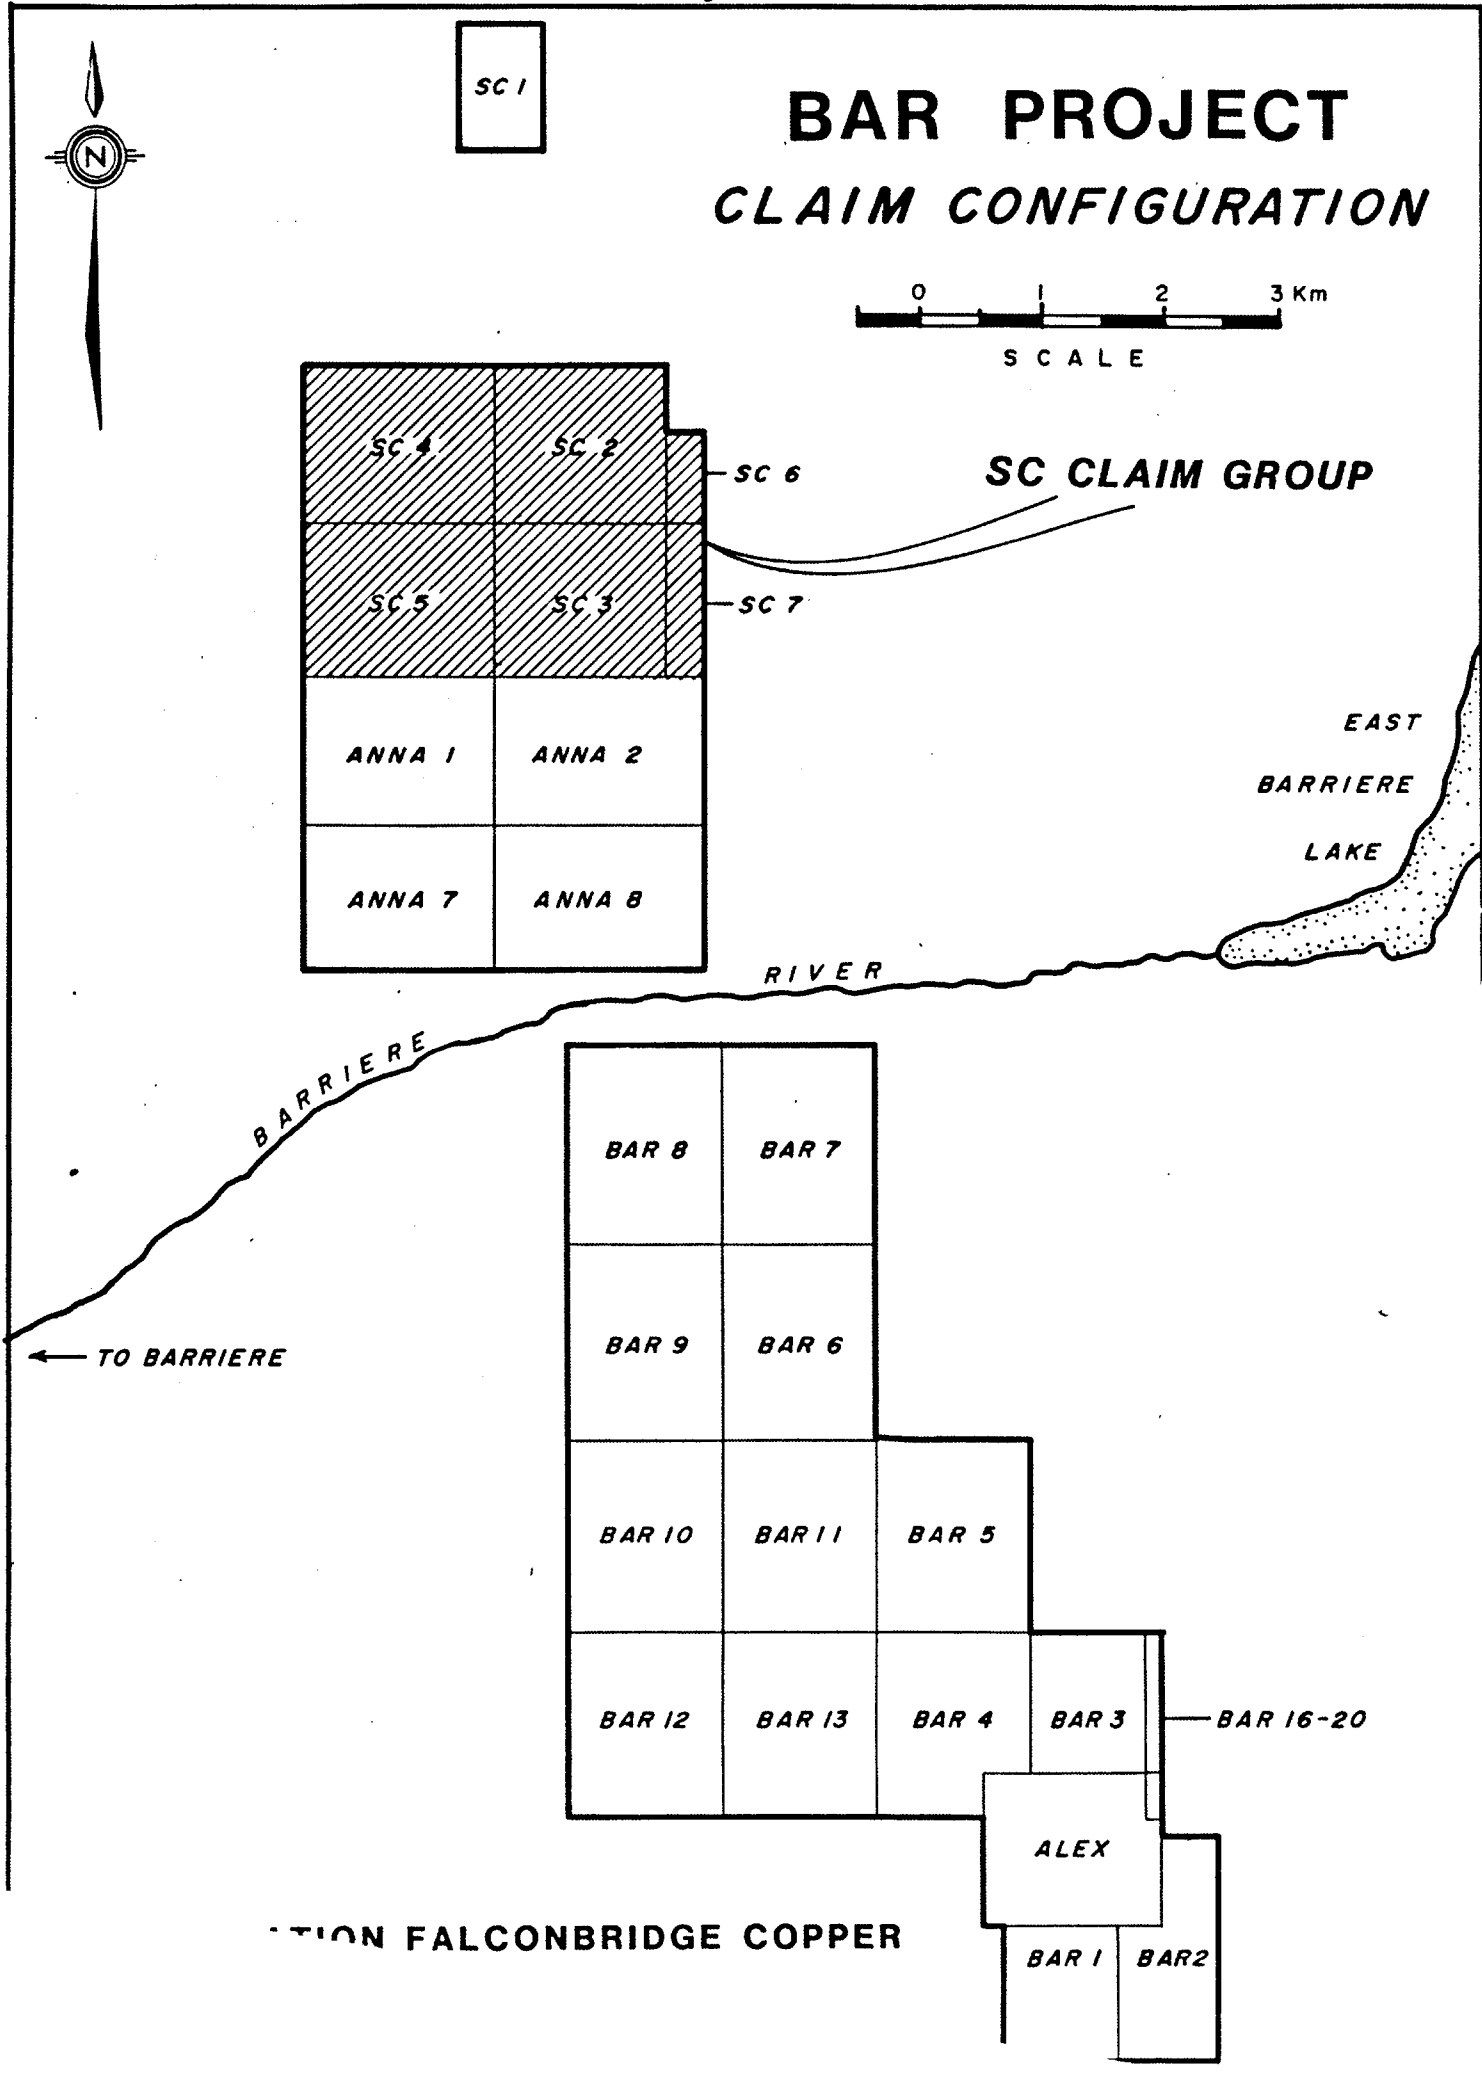 SC 1
BAR PROJECT
CLAIM CONFIGURATION
N
0 1 2 3 Km
SCALE
SC 4
SC 2
SC 6
SC CLAIM GROUP
SC 5
SC 3
SC 7
ANNA 1
ANNA 2
EAST
BARRIERE
LAKE
ANNA 7
ANNA 8
BARRIERE RIVER
BAR 8
BAR 7
BAR 9
BAR 6
TO BARRIERE
BAR 10
BAR 11
BAR 5
BAR 12
BAR 13
BAR 4
BAR 3
BAR 16-20
ALEX
FALCONBRIDGE COPPER
BAR 1
BAR2